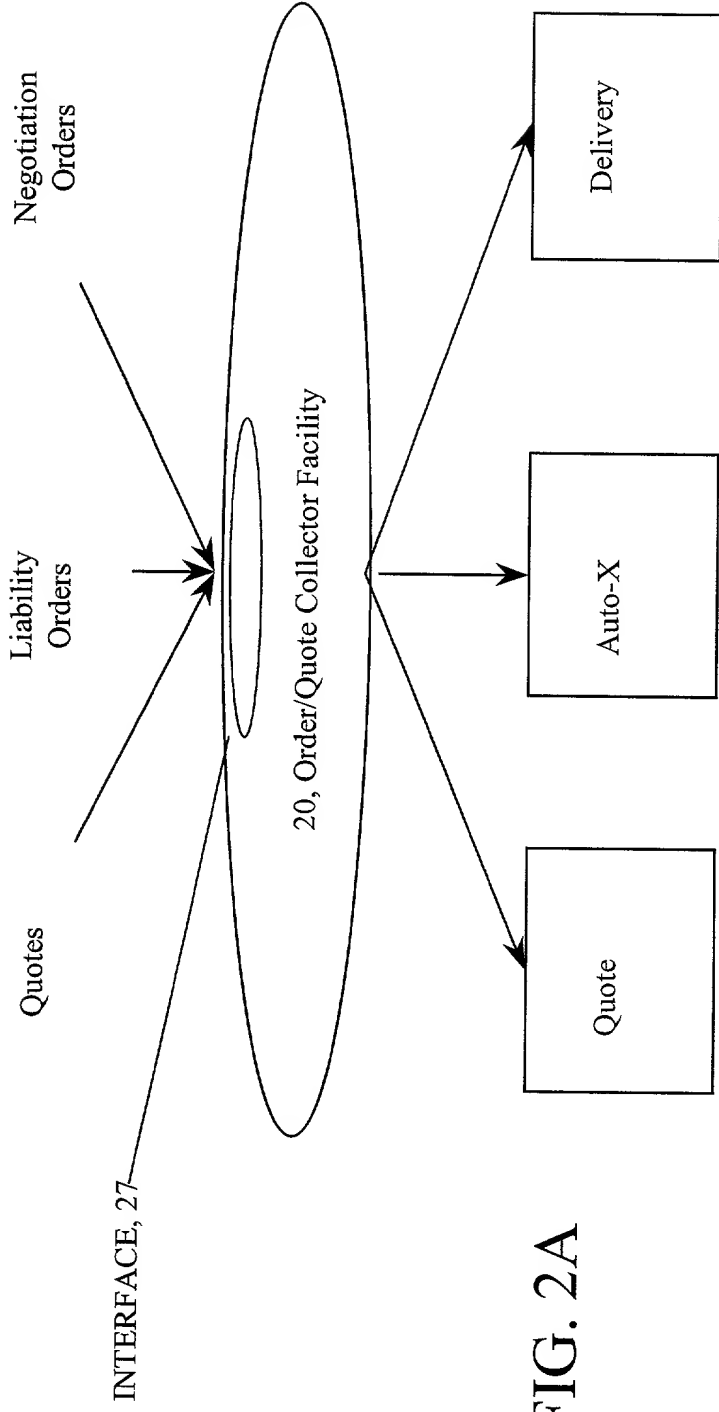 Quotes
Liability
Orders
Negotiation
Orders
INTERFACE, 27
20, Order/Quote Collector Facility
Quote
Auto-X
Delivery
FIG. 2A